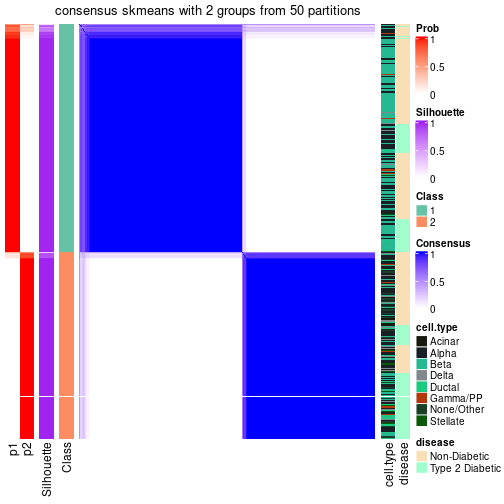 consensus skmeans with 2 groups from 50 partitions
Prob
1
0.5
0
Silhouette
1
0.5
0
Class
1
2
Consensus
1
0.5
0
cell.type
Acinar
Alpha
Beta
Delta
Ductal
Gamma/PP
None/Other
Stellate
disease
Non-Diabetic
Type 2 Diabetic
p1
p2
Silhouette
Class
cell.type
disease